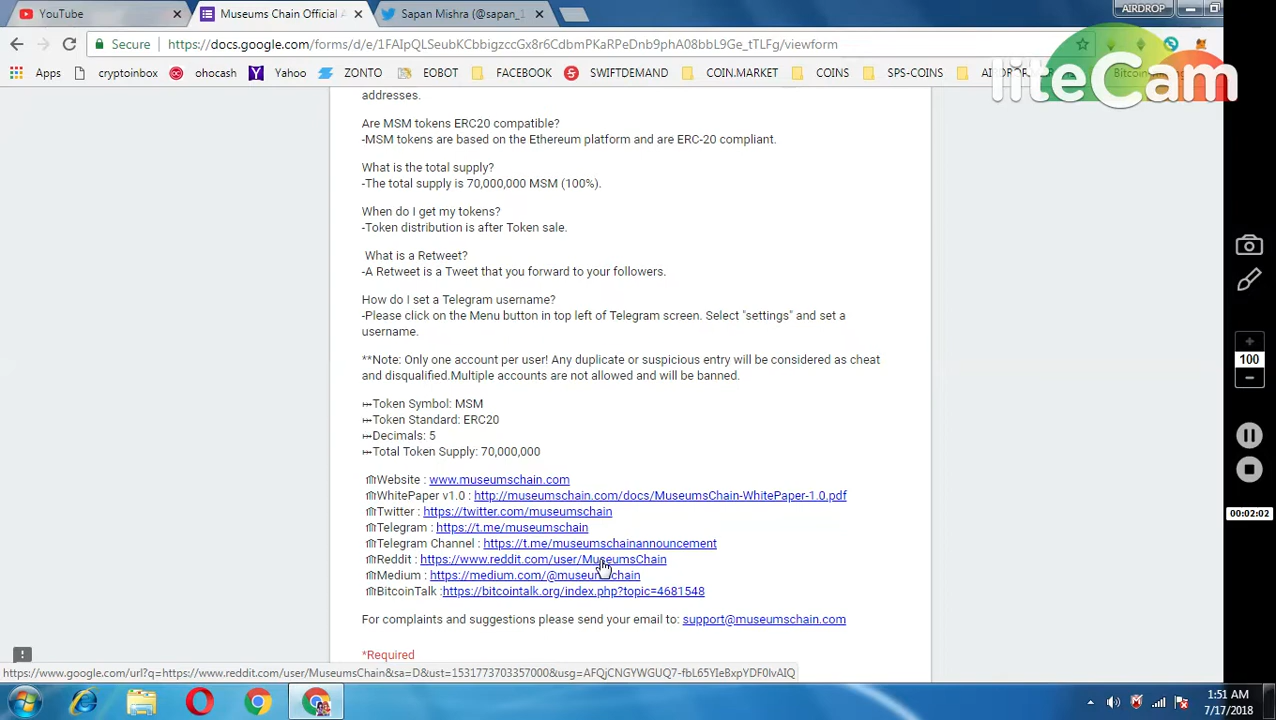 YouTube
Museums Chain Official A
Sapan Mishra (@sapan_1
AIRDROP
Secure
https://docs.google.com/forms/d/e/1FAIpQLSeubKCbbigzccGx8r6CdbmPKaRPeDnb9phA08bbL9Ge_tTLFg/viewform
Apps
cryptoinbox
ohocash
Yahoo
ZONTO
EOBOT
FACEBOOK
SWIFTDEMAND
COIN.MARKET
COINS
SPS-COINS
liteCam
addresses.
Are MSM tokens ERC20 compatible?
-MSM tokens are based on the Ethereum platform and are ERC-20 compliant.
What is the total supply?
-The total supply is 70,000,000 MSM (100%).
When do I get my tokens?
-Token distribution is after Token sale.
What is a Retweet?
-A Retweet is a Tweet that you forward to your followers.
How do I set a Telegram username?
-Please click on the Menu button in top left of Telegram screen. Select "settings" and set a
username.
**Note: Only one account per user! Any duplicate or suspicious entry will be considered as cheat
and disqualified.Multiple accounts are not allowed and will be banned.
⤠Token Symbol: MSM
⤠Token Standard: ERC20
⤠Decimals: 5
⤠Total Token Supply: 70,000,000
🏛Website : www.museumschain.com
🏛WhitePaper v1.0 : http://museumschain.com/docs/MuseumsChain-WhitePaper-1.0.pdf
🏛Twitter : https://twitter.com/museumschain
🏛Telegram : https://t.me/museumschain
🏛Telegram Channel : https://t.me/museumschainannouncement
🏛Reddit : https://www.reddit.com/user/MuseumsChain
🏛Medium : https://medium.com/@museumschain
🏛BitcoinTalk :https://bitcointalk.org/index.php?topic=4681548
For complaints and suggestions please send your email to: support@museumschain.com
*Required
https://www.google.com/url?q=https://www.reddit.com/user/MuseumsChain&sa=D&ust=1531773703357000&usg=AFQjCNGYWGUQ7-fbL65YIeBxpYDF0lvAIQ
100
00:02:02
1:51 AM
7/17/2018